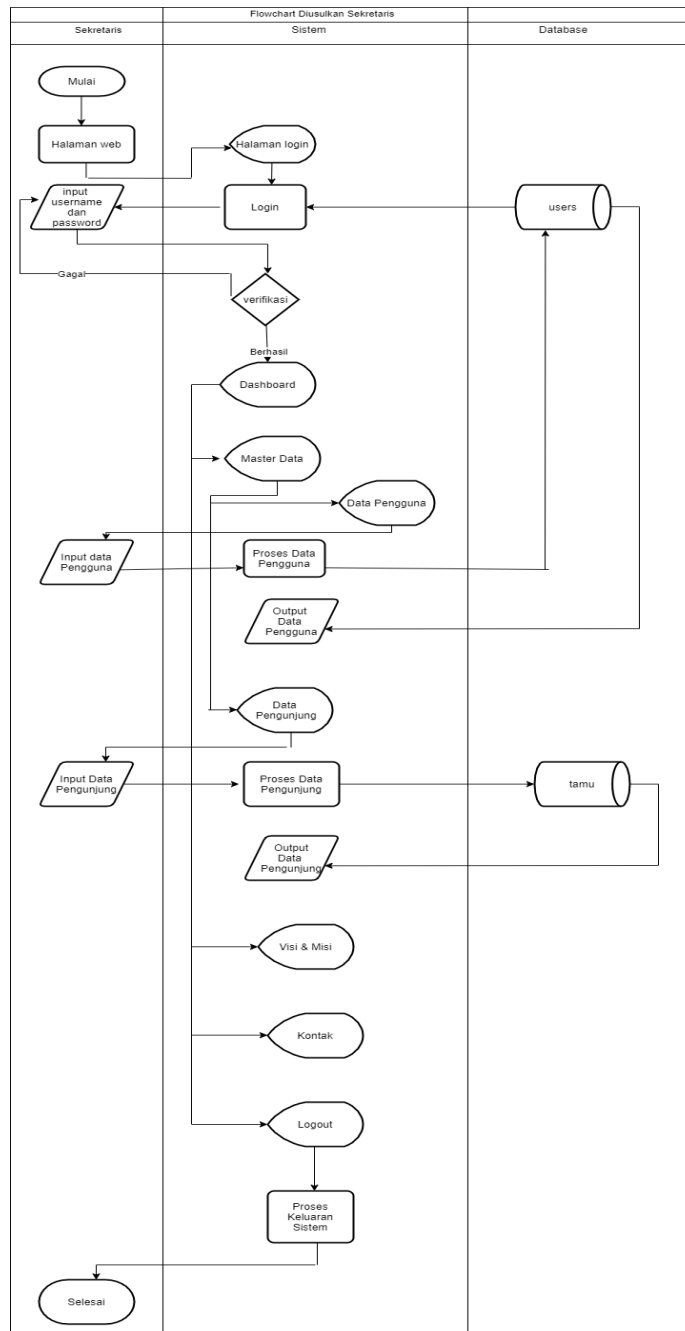 Flowchart Diusulkan Sekretaris
Sekretaris
Sistem
Database
Mulai
Halaman web
Halaman login
input
username
dan
password
Login
users
Gagal
verifikasi
Berhasil
Dashboard
Master Data
Data Pengguna
Input data
Pengguna
Proses Data
Pengguna
Output
Data
Pengguna
Data
Pengunjung
Input Data
Pengunjung
Proses Data
Pengunjung
tamu
Output
Data
Pengunjung
Visi & Misi
Kontak
Logout
Proses
Keluaran
Sistem
Selesai